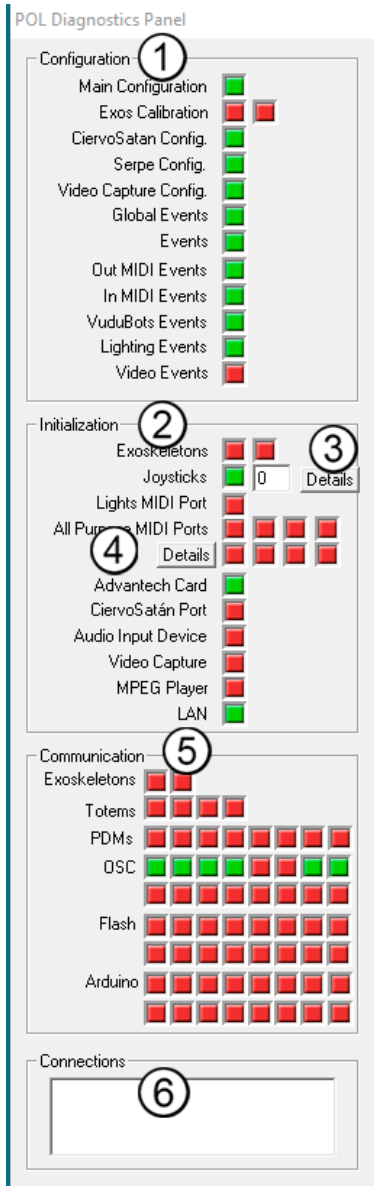 POL Diagnostics Panel
Configuration 1
Main Configuration
Exos Calibration
CiervoSatan Config.
Serpe Config.
Video Capture Config.
Global Events
Events
Out MIDI Events
In MIDI Events
VuduBots Events
Lighting Events
Video Events
Initialization 2
Exoskeletons 3
Joysticks 0 Details
Lights MIDI Port
All Purpose MIDI Ports
4 Details
Advantech Card
CiervoSatán Port
Audio Input Device
Video Capture
MPEG Player
LAN
Communication 5
Exoskeletons
Totems
PDMs
OSC
Flash
Arduino
Connections
6